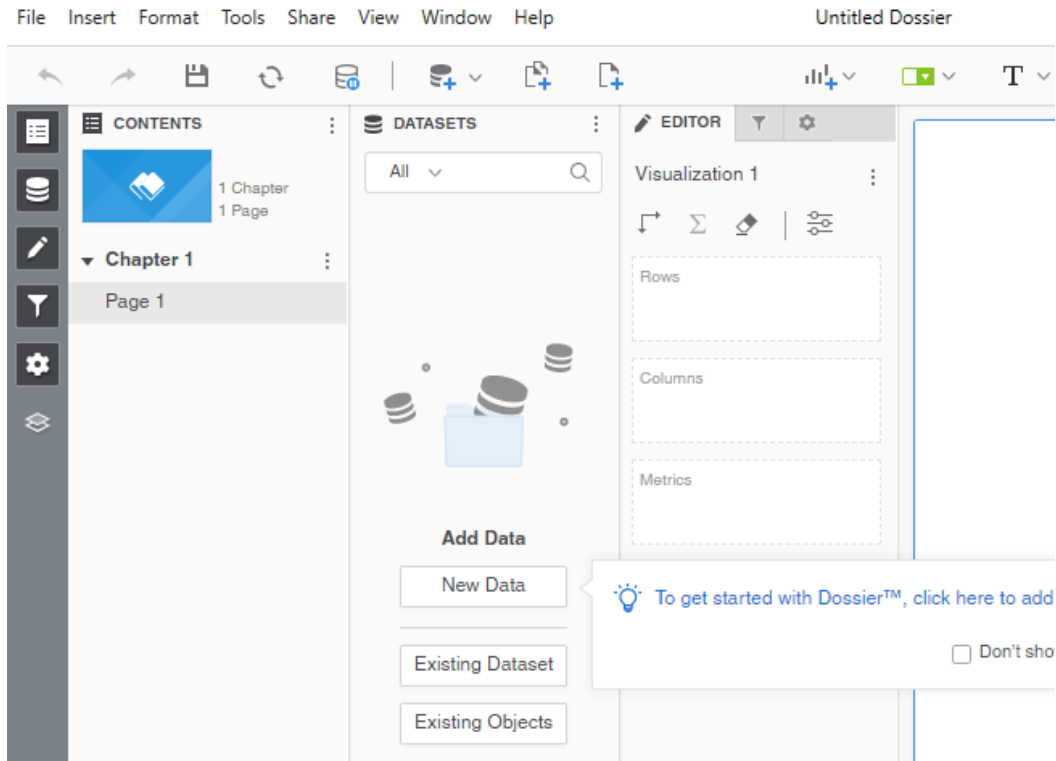 File Insert Format Tools Share View Window Help
Untitled Dossier
T
CONTENTS
1 Chapter
1 Page
Chapter 1
Page 1
DATASETS
All
Add Data
New Data
Existing Dataset
Existing Objects
EDITOR
Visualization 1
Σ
Rows
Columns
Metrics
To get started with Dossier™, click here to add
Don't sho